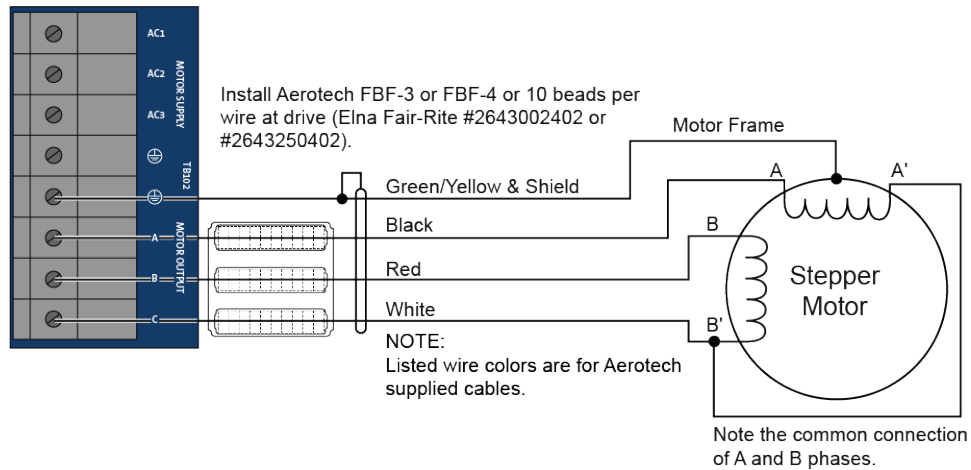 AC1
AC2
AC3
MOTOR SUPPLY
TB102
A
B
C
MOTOR OUTPUT
Install Aerotech FBF-3 or FBF-4 or 10 beads per
wire at drive (Elna Fair-Rite #2643002402 or
#2643250402).
Motor Frame
Green/Yellow & Shield
Black
Red
White
NOTE:
Listed wire colors are for Aerotech
supplied cables.
A
A'
B
B'
Stepper
Motor
Note the common connection
of A and B phases.